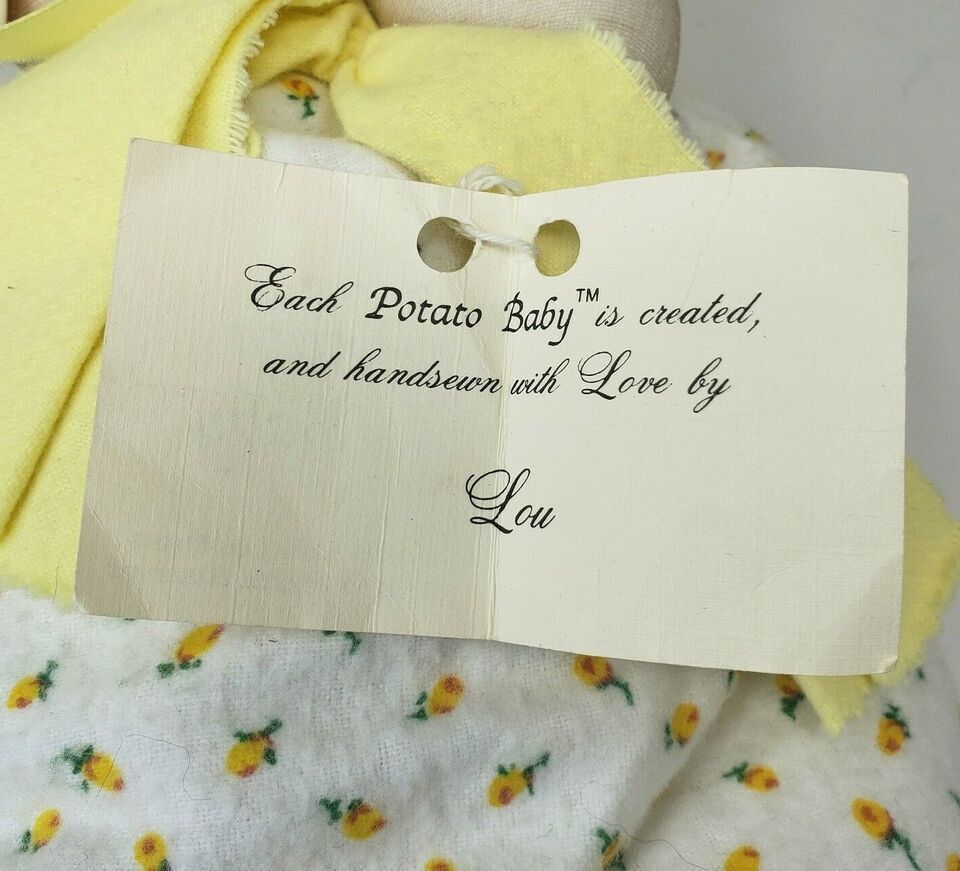 Each Potato Baby™ is created,
and handsewn with Love by
Lou